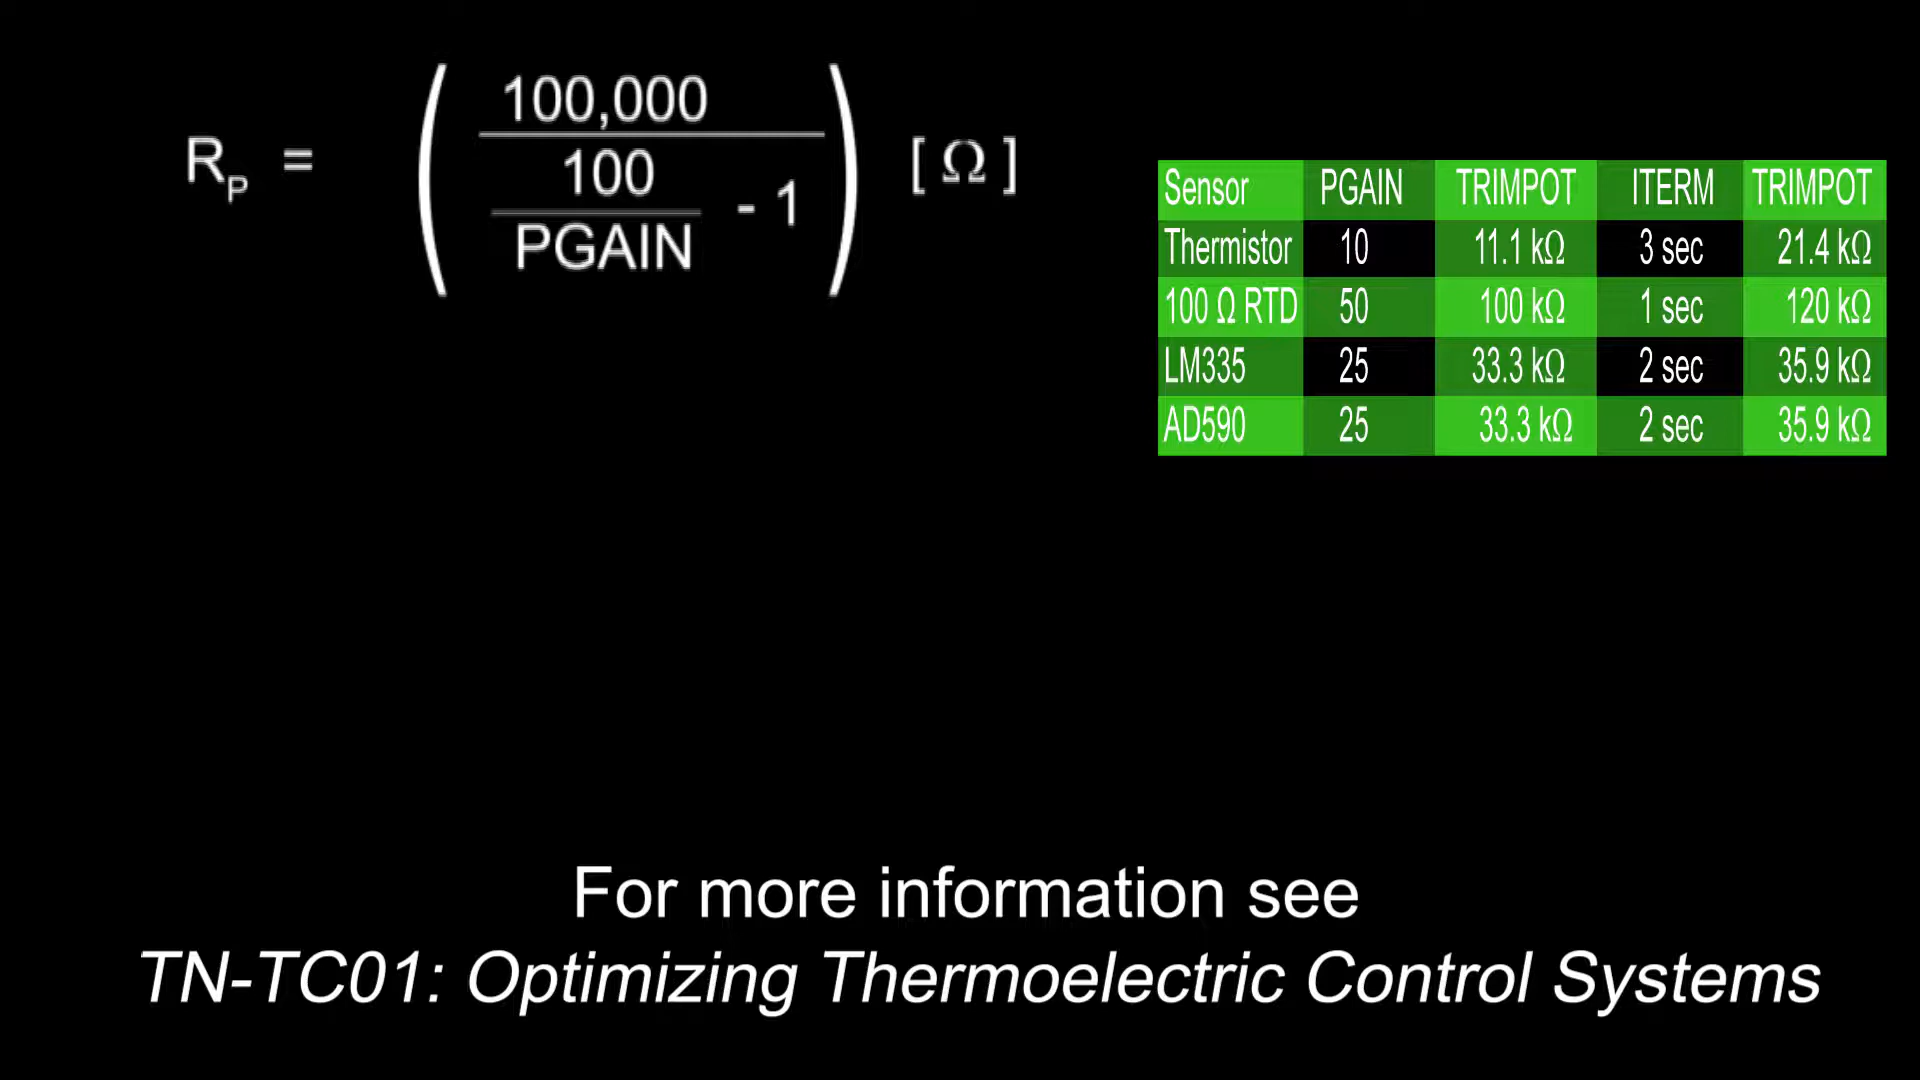 R_P = ( 100,000 / ( 100 / PGAIN - 1 ) ) [ Ω ]
Sensor PGAIN TRIMPOT ITERM TRIMPOT
Thermistor 10 11.1 kΩ 3 sec 21.4 kΩ
100 Ω RTD 50 100 kΩ 1 sec 120 kΩ
LM335 25 33.3 kΩ 2 sec 35.9 kΩ
AD590 25 33.3 kΩ 2 sec 35.9 kΩ
For more information see
TN-TC01: Optimizing Thermoelectric Control Systems